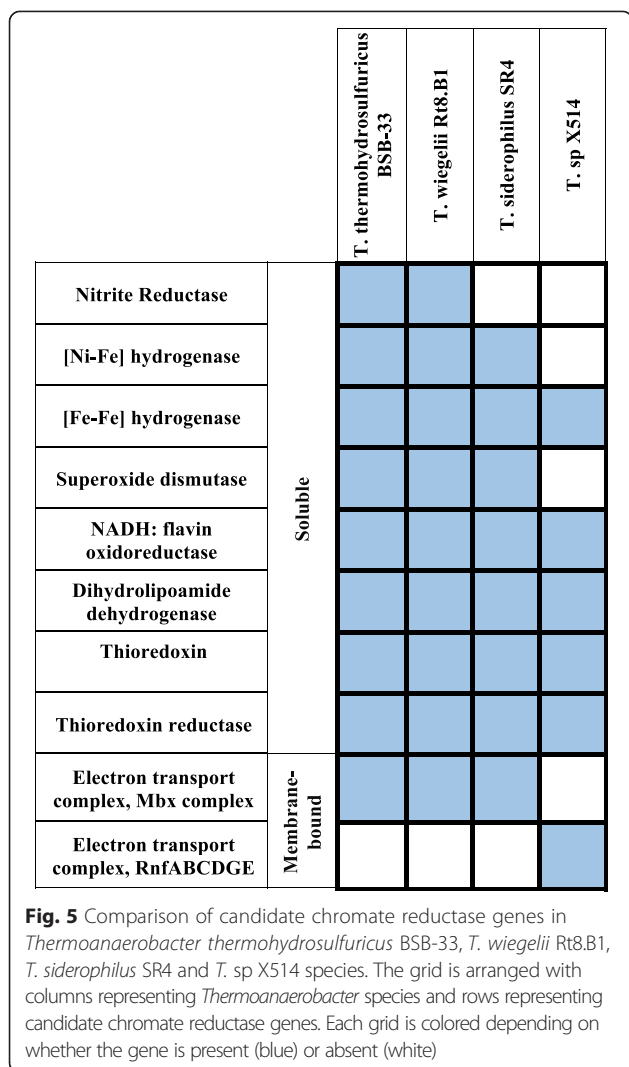 T. thermohydrosulfuricus
BSB-33
T. wiegelii Rt8.B1
T. siderophilus SR4
T. sp X514
Nitrite Reductase
[Ni-Fe] hydrogenase
[Fe-Fe] hydrogenase
Superoxide dismutase
NADH: flavin
oxidoreductase
Dihydrolipoamide
dehydrogenase
Thioredoxin
Thioredoxin reductase
Soluble
Electron transport
complex, Mbx complex
Electron transport
complex, RnfABCDGE
Membrane-
bound
Fig. 5 Comparison of candidate chromate reductase genes in
Thermoanaerobacter thermohydrosulfuricus BSB-33, T. wiegelii Rt8.B1,
T. siderophilus SR4 and T. sp X514 species. The grid is arranged with
columns representing Thermoanaerobacter species and rows representing
candidate chromate reductase genes. Each grid is colored depending on
whether the gene is present (blue) or absent (white)